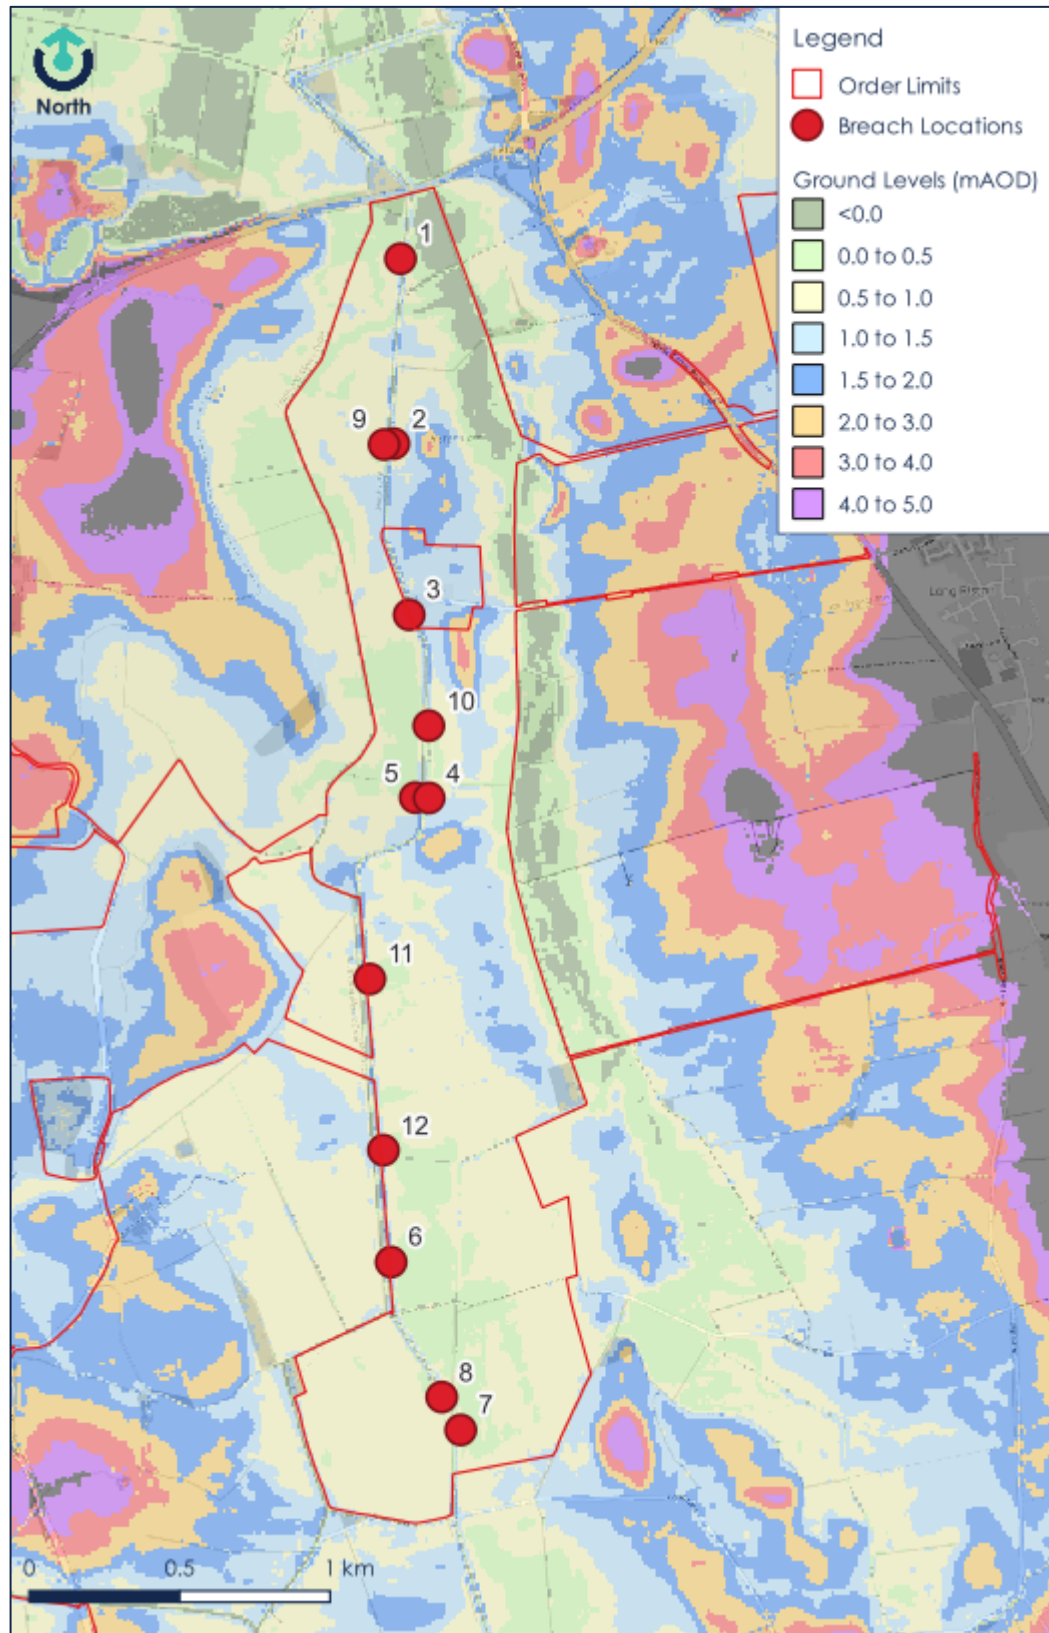 North
Legend
Order Limits
Breach Locations
Ground Levels (mAOD)
<0.0
0.0 to 0.5
0.5 to 1.0
1.0 to 1.5
1.5 to 2.0
2.0 to 3.0
3.0 to 4.0
4.0 to 5.0
1
9 2
3
10
5 4
11
12
6
8
7
0 0.5 1 km